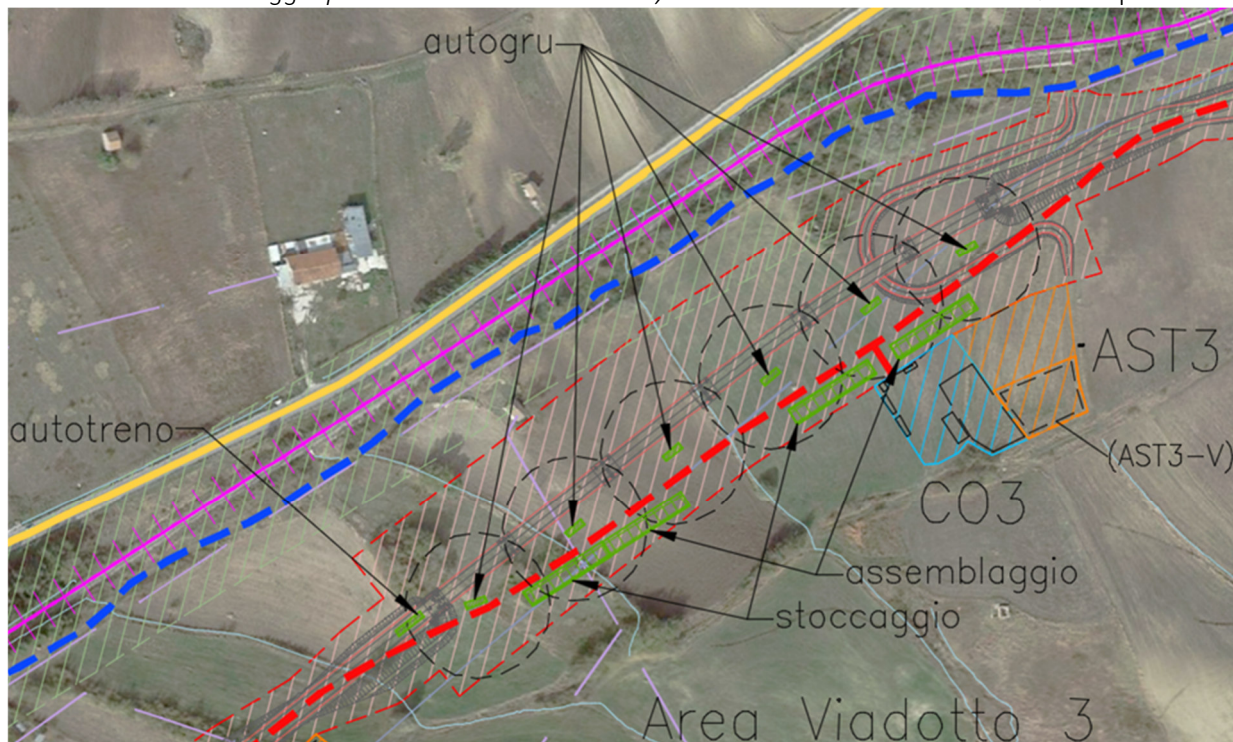 autogru
autotreno
AST3
(AST3-V)
CO3
assemblaggio
stoccaggio
Area Viadotto 3